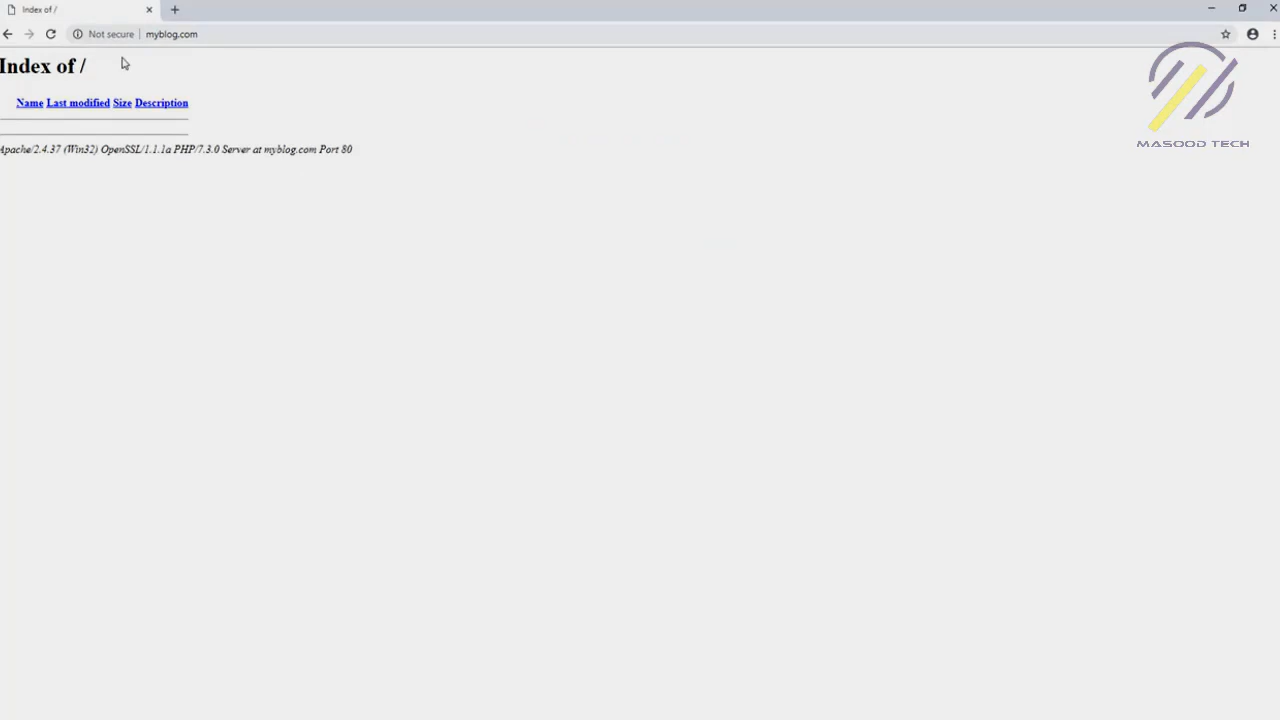 Index of /
Not secure myblog.com
Index of /
Name Last modified Size Description
Apache/2.4.37 (Win32) OpenSSL/1.1.1a PHP/7.3.0 Server at myblog.com Port 80
MASOOD TECH